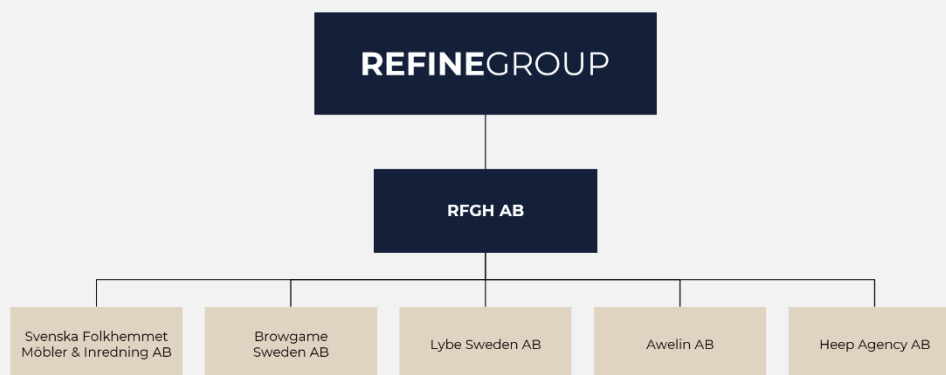 REFINEGROUP
RFGH AB
Svenska Folkhemmet
Möbler & Inredning AB
Browgame
Sweden AB
Lybe Sweden AB
Awelin AB
Heep Agency AB